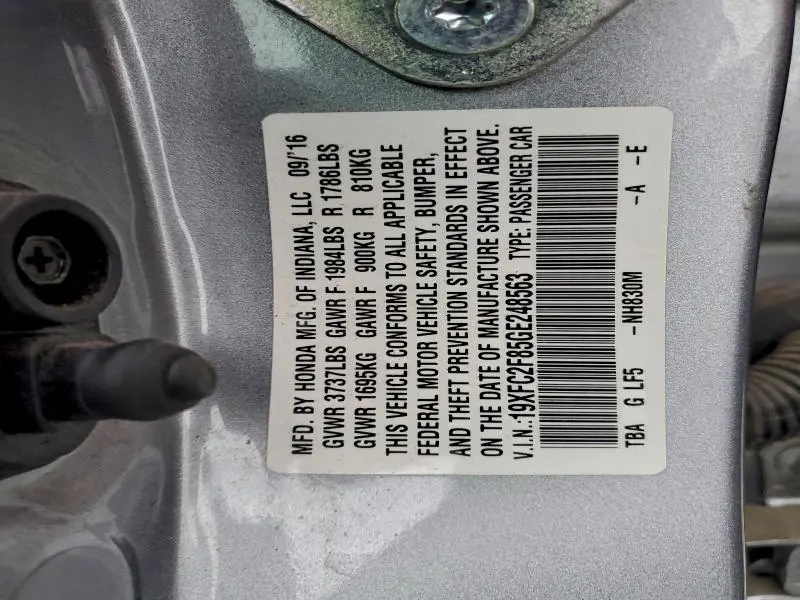 MFD. BY HONDA MFG. OF INDIANA, LLC 09/'16
GVWR 3737LBS GAWR F 1984LBS R 1786LBS
GVWR 1695KG GAWR F 900KG R 810KG
THIS VEHICLE CONFORMS TO ALL APPLICABLE
FEDERAL MOTOR VEHICLE SAFETY, BUMPER,
AND THEFT PREVENTION STANDARDS IN EFFECT
ON THE DATE OF MANUFACTURE SHOWN ABOVE.
V.I.N.:19XFC2F85GE248563 TYPE: PASSENGER CAR
TBA G LF5 -NH830M -A -E